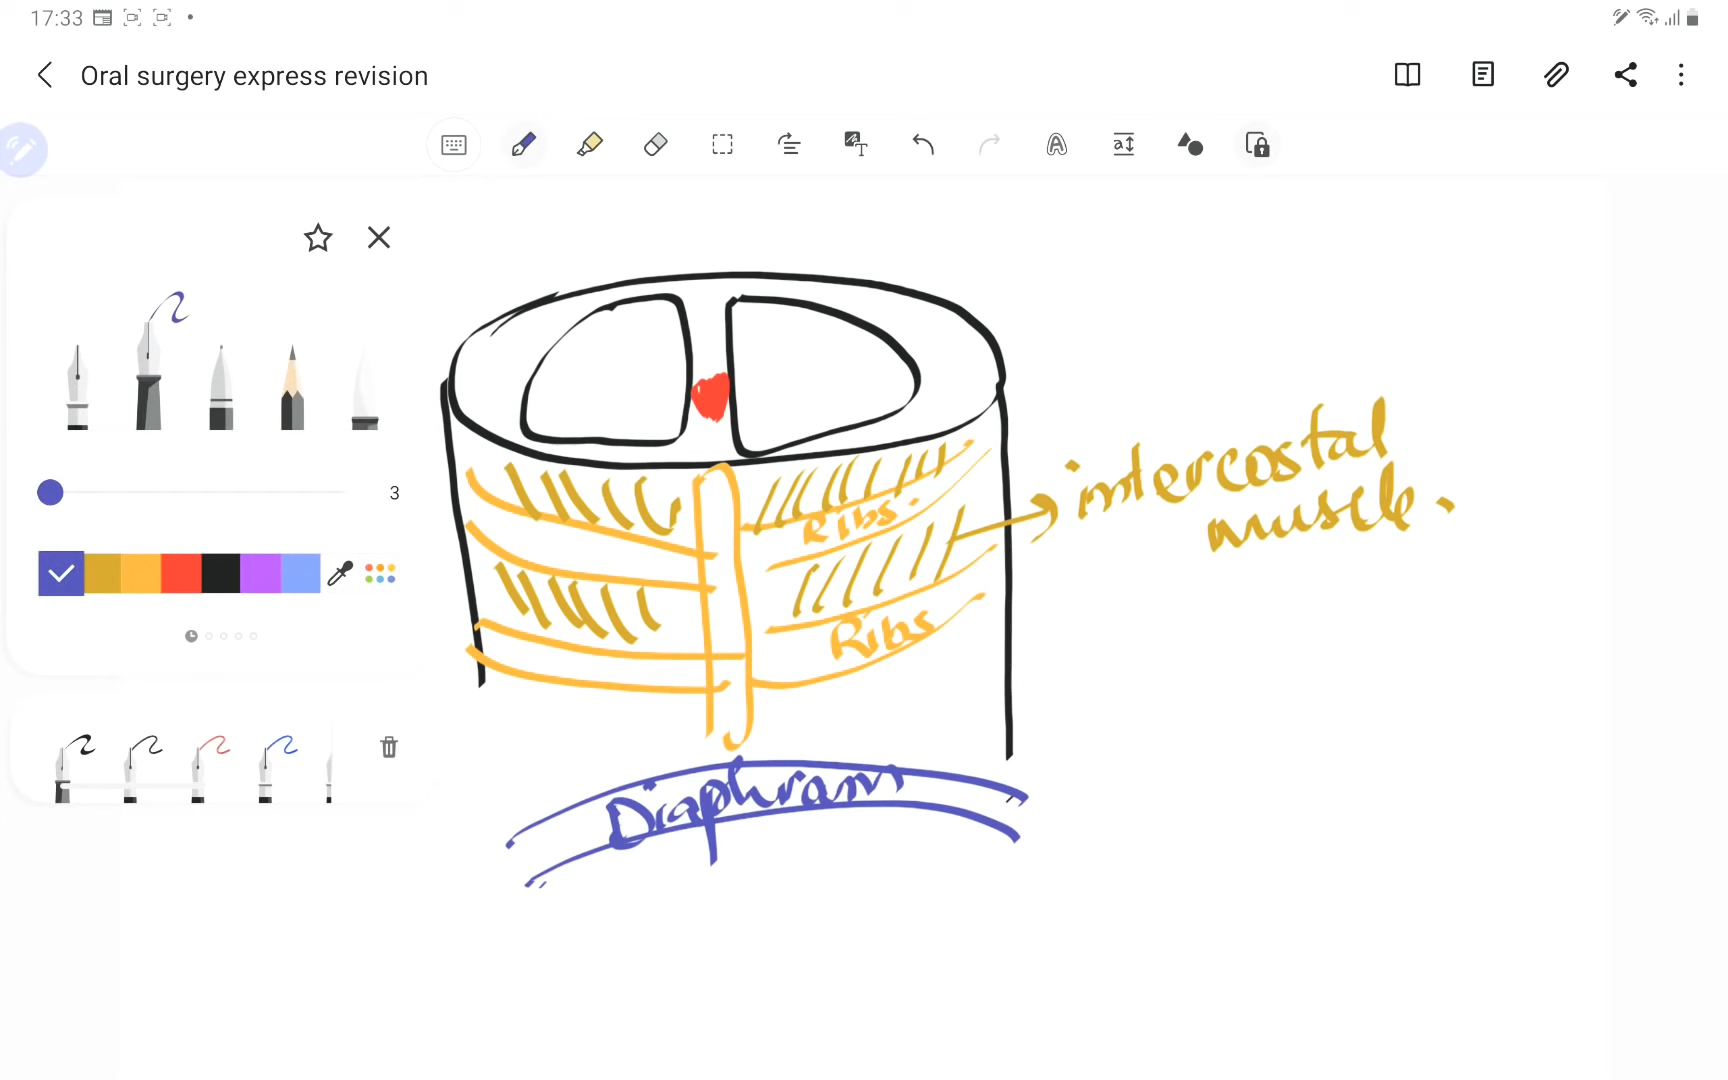 17:33
Oral surgery express revision
3
intercostal
muscle.
Ribs.
Ribs
Diaphram